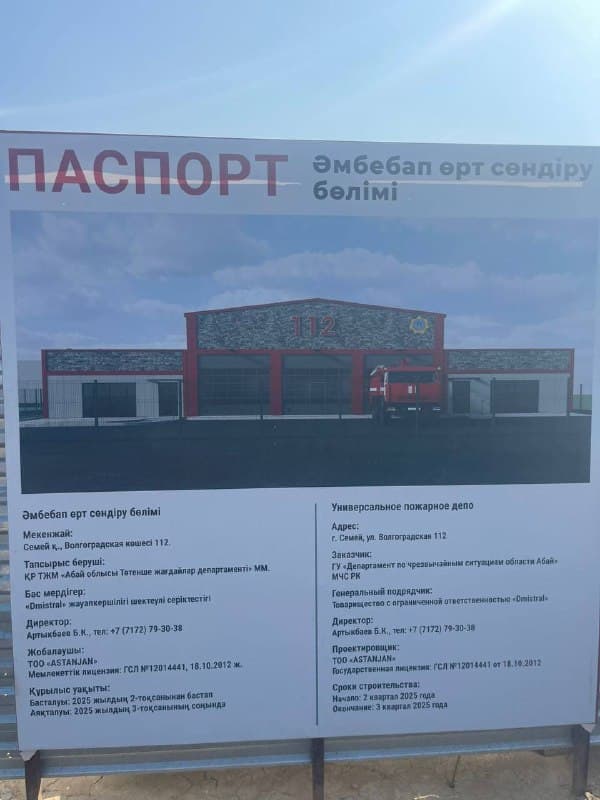 ПАСПОРТ
Әмбебап өрт сөндіру
бөлімі
112
Әмбебап өрт сөндіру бөлімі
Мекенжай:
Семей қ.., Волгоградская көшесі 112.
Тапсырыс беруші:
ҚР ТЖМ «Абай облысы Төтенше жағдайлар департаменті» ММ.
Бас мердігер:
«Dmistral» жауапкершілігі шектеулі серіктестігі
Директор:
Артыкбаев Б.К., тел: +7 (7172) 79-30-38
Жобалаушы:
ТОО «ASTANJAN»
Мемлекеттік лицензия: ГСЛ №12014441, 18.10.2012 ж.
Құрылыс уақыты:
Басталуы: 2025 жылдың 2-тоқсанынан бастап
Аяқталуы: 2025 жылдың 3-тоқсанының соңында
Универсальное пожарное депо
Адрес:
г. Семей, ул. Волгоградская 112
Заказчик:
ГУ «Департамент по чрезвычайным ситуациям области Абай»
МЧС РК
Генеральный подрядчик:
Товарищество с ограниченной ответственностью «Dmistral»
Директор:
Артыкбаев Б.К., тел: +7 (7172) 79-30-38
Проектировщик:
ТОО «ASTANJAN»
Государственная лицензия: ГСЛ №12014441 от 18.10.2012
Сроки строительства:
Начало: 2 квартал 2025 года
Окончание: 3 квартал 2025 года